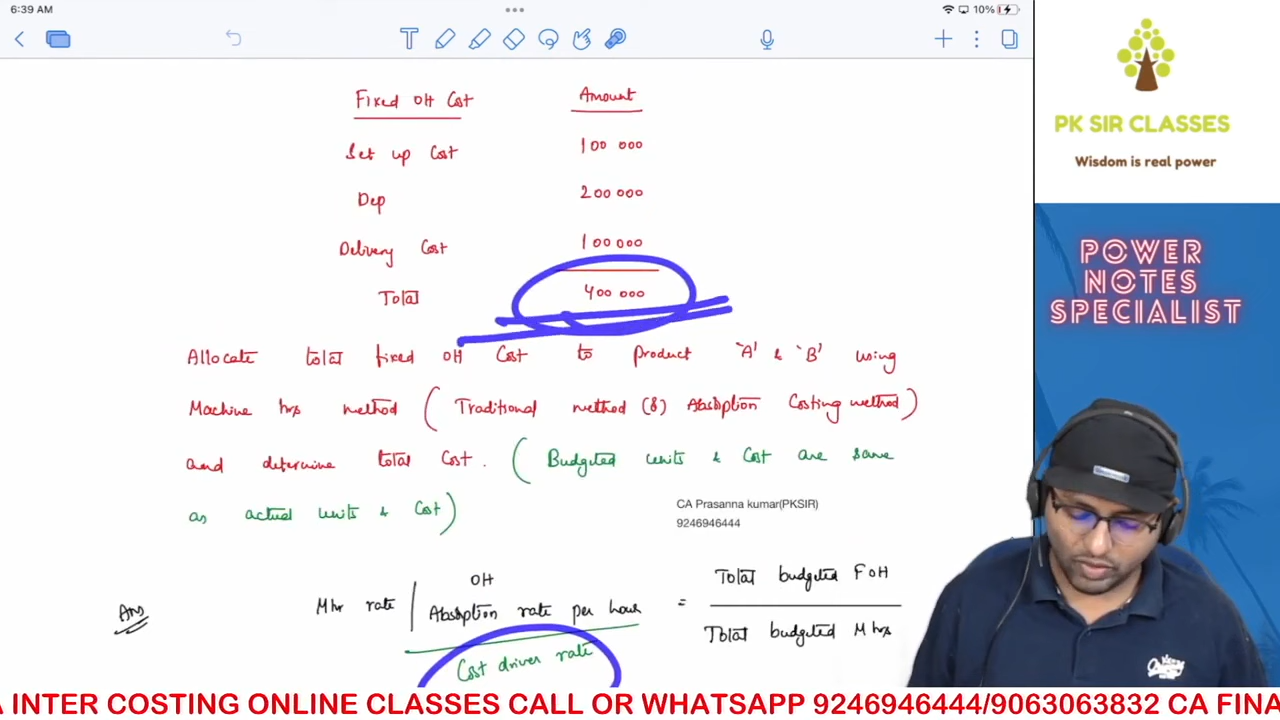 6:39 AM
10%
T
Fixed OH Cost Amount
Set up Cost 100 000
Dep 200 000
Delivery Cost 100 000
Total 400 000
Allocate total fixed OH Cost to product 'A' & 'B' using
Machine hrs method (Traditional method (or) Absorption Costing method)
and determine total Cost. (Budgeted units & Cost are same
as actual units & Cost)
CA Prasanna kumar(PKSIR)
9246946444
Ans
Mhr rate | OH Absorption rate per hour = Total budgeted FOH
Total budgeted Mhrs
Cost driver rate
PK SIR CLASSES
Wisdom is real power
POWER
NOTES
SPECIALIST
A INTER COSTING ONLINE CLASSES CALL OR WHATSAPP 9246946444/9063063832 CA FINA